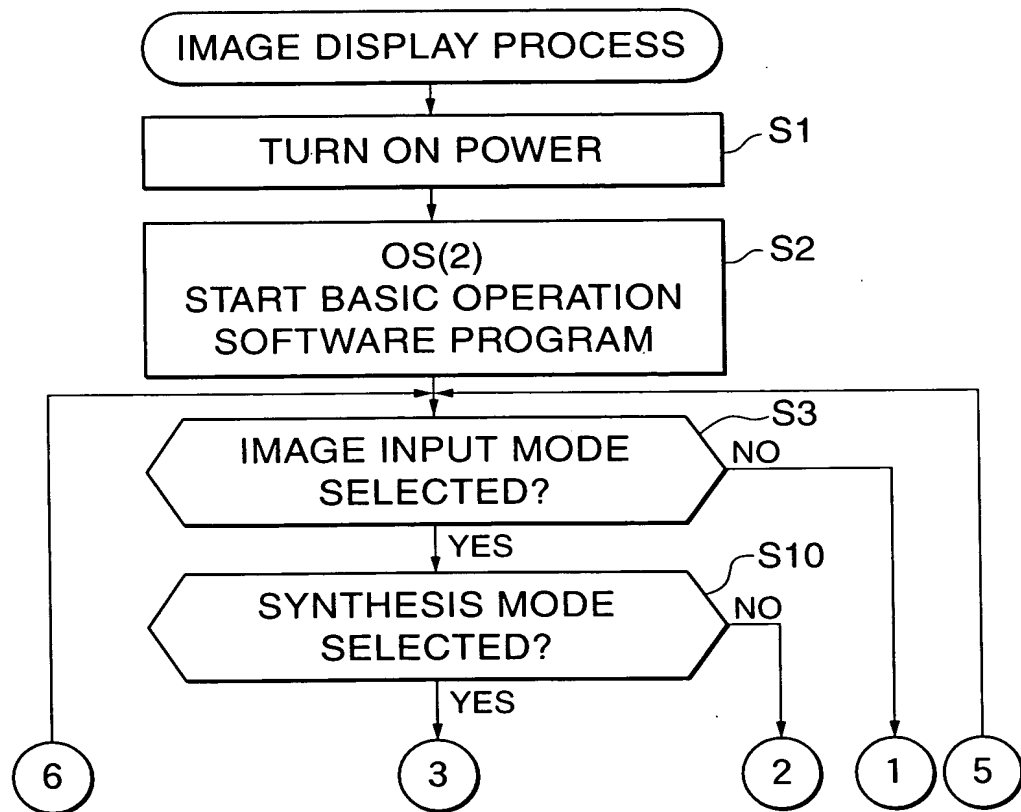 IMAGE DISPLAY PROCESS
TURN ON POWER
S1
OS(2)
START BASIC OPERATION
SOFTWARE PROGRAM
S2
IMAGE INPUT MODE
SELECTED?
S3
NO
YES
SYNTHESIS MODE
SELECTED?
S10
NO
YES
6
3
2
1
5